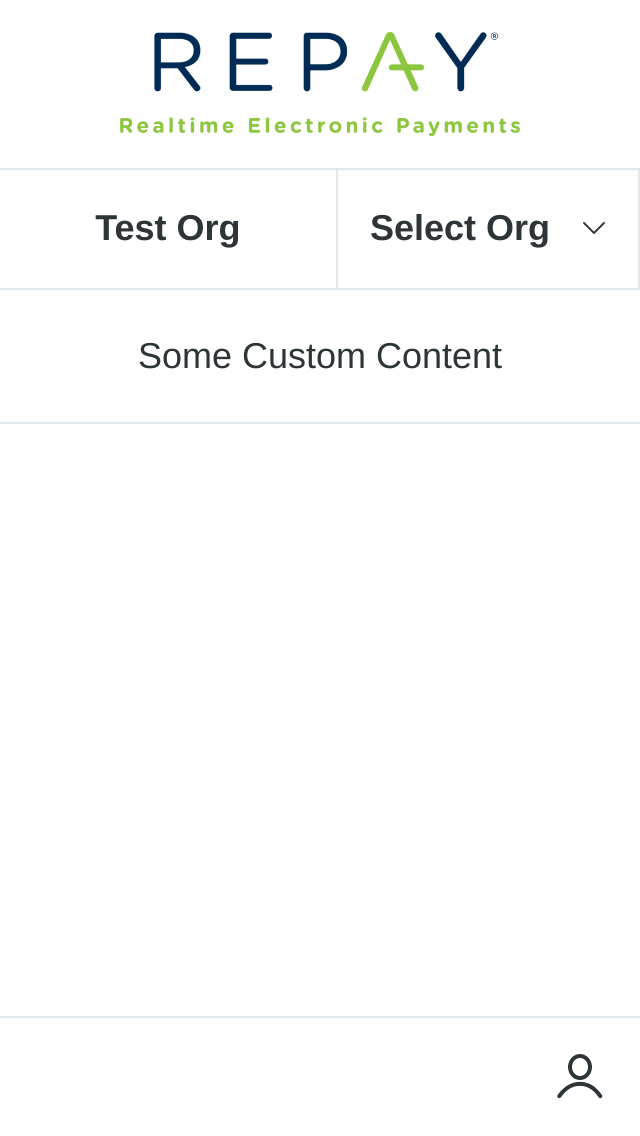 REPAY®
Realtime Electronic Payments
Test Org
Select Org
Some Custom Content